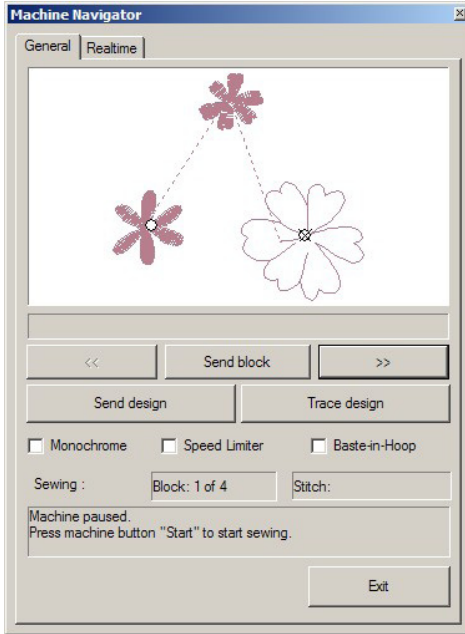 Machine Navigator
General Realtime
<< Send block >>
Send design Trace design
Monochrome Speed Limiter Baste-in-Hoop
Sewing : Block: 1 of 4 Stitch:
Machine paused.
Press machine button "Start" to start sewing.
Exit